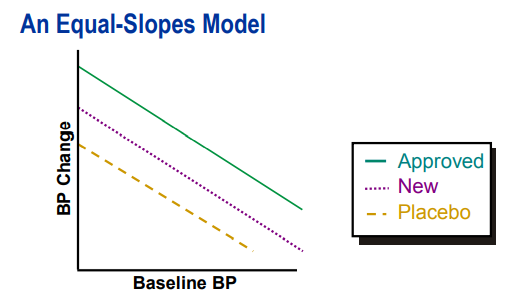 An Equal-Slopes Model
BP Change
Approved
New
Placebo
Baseline BP